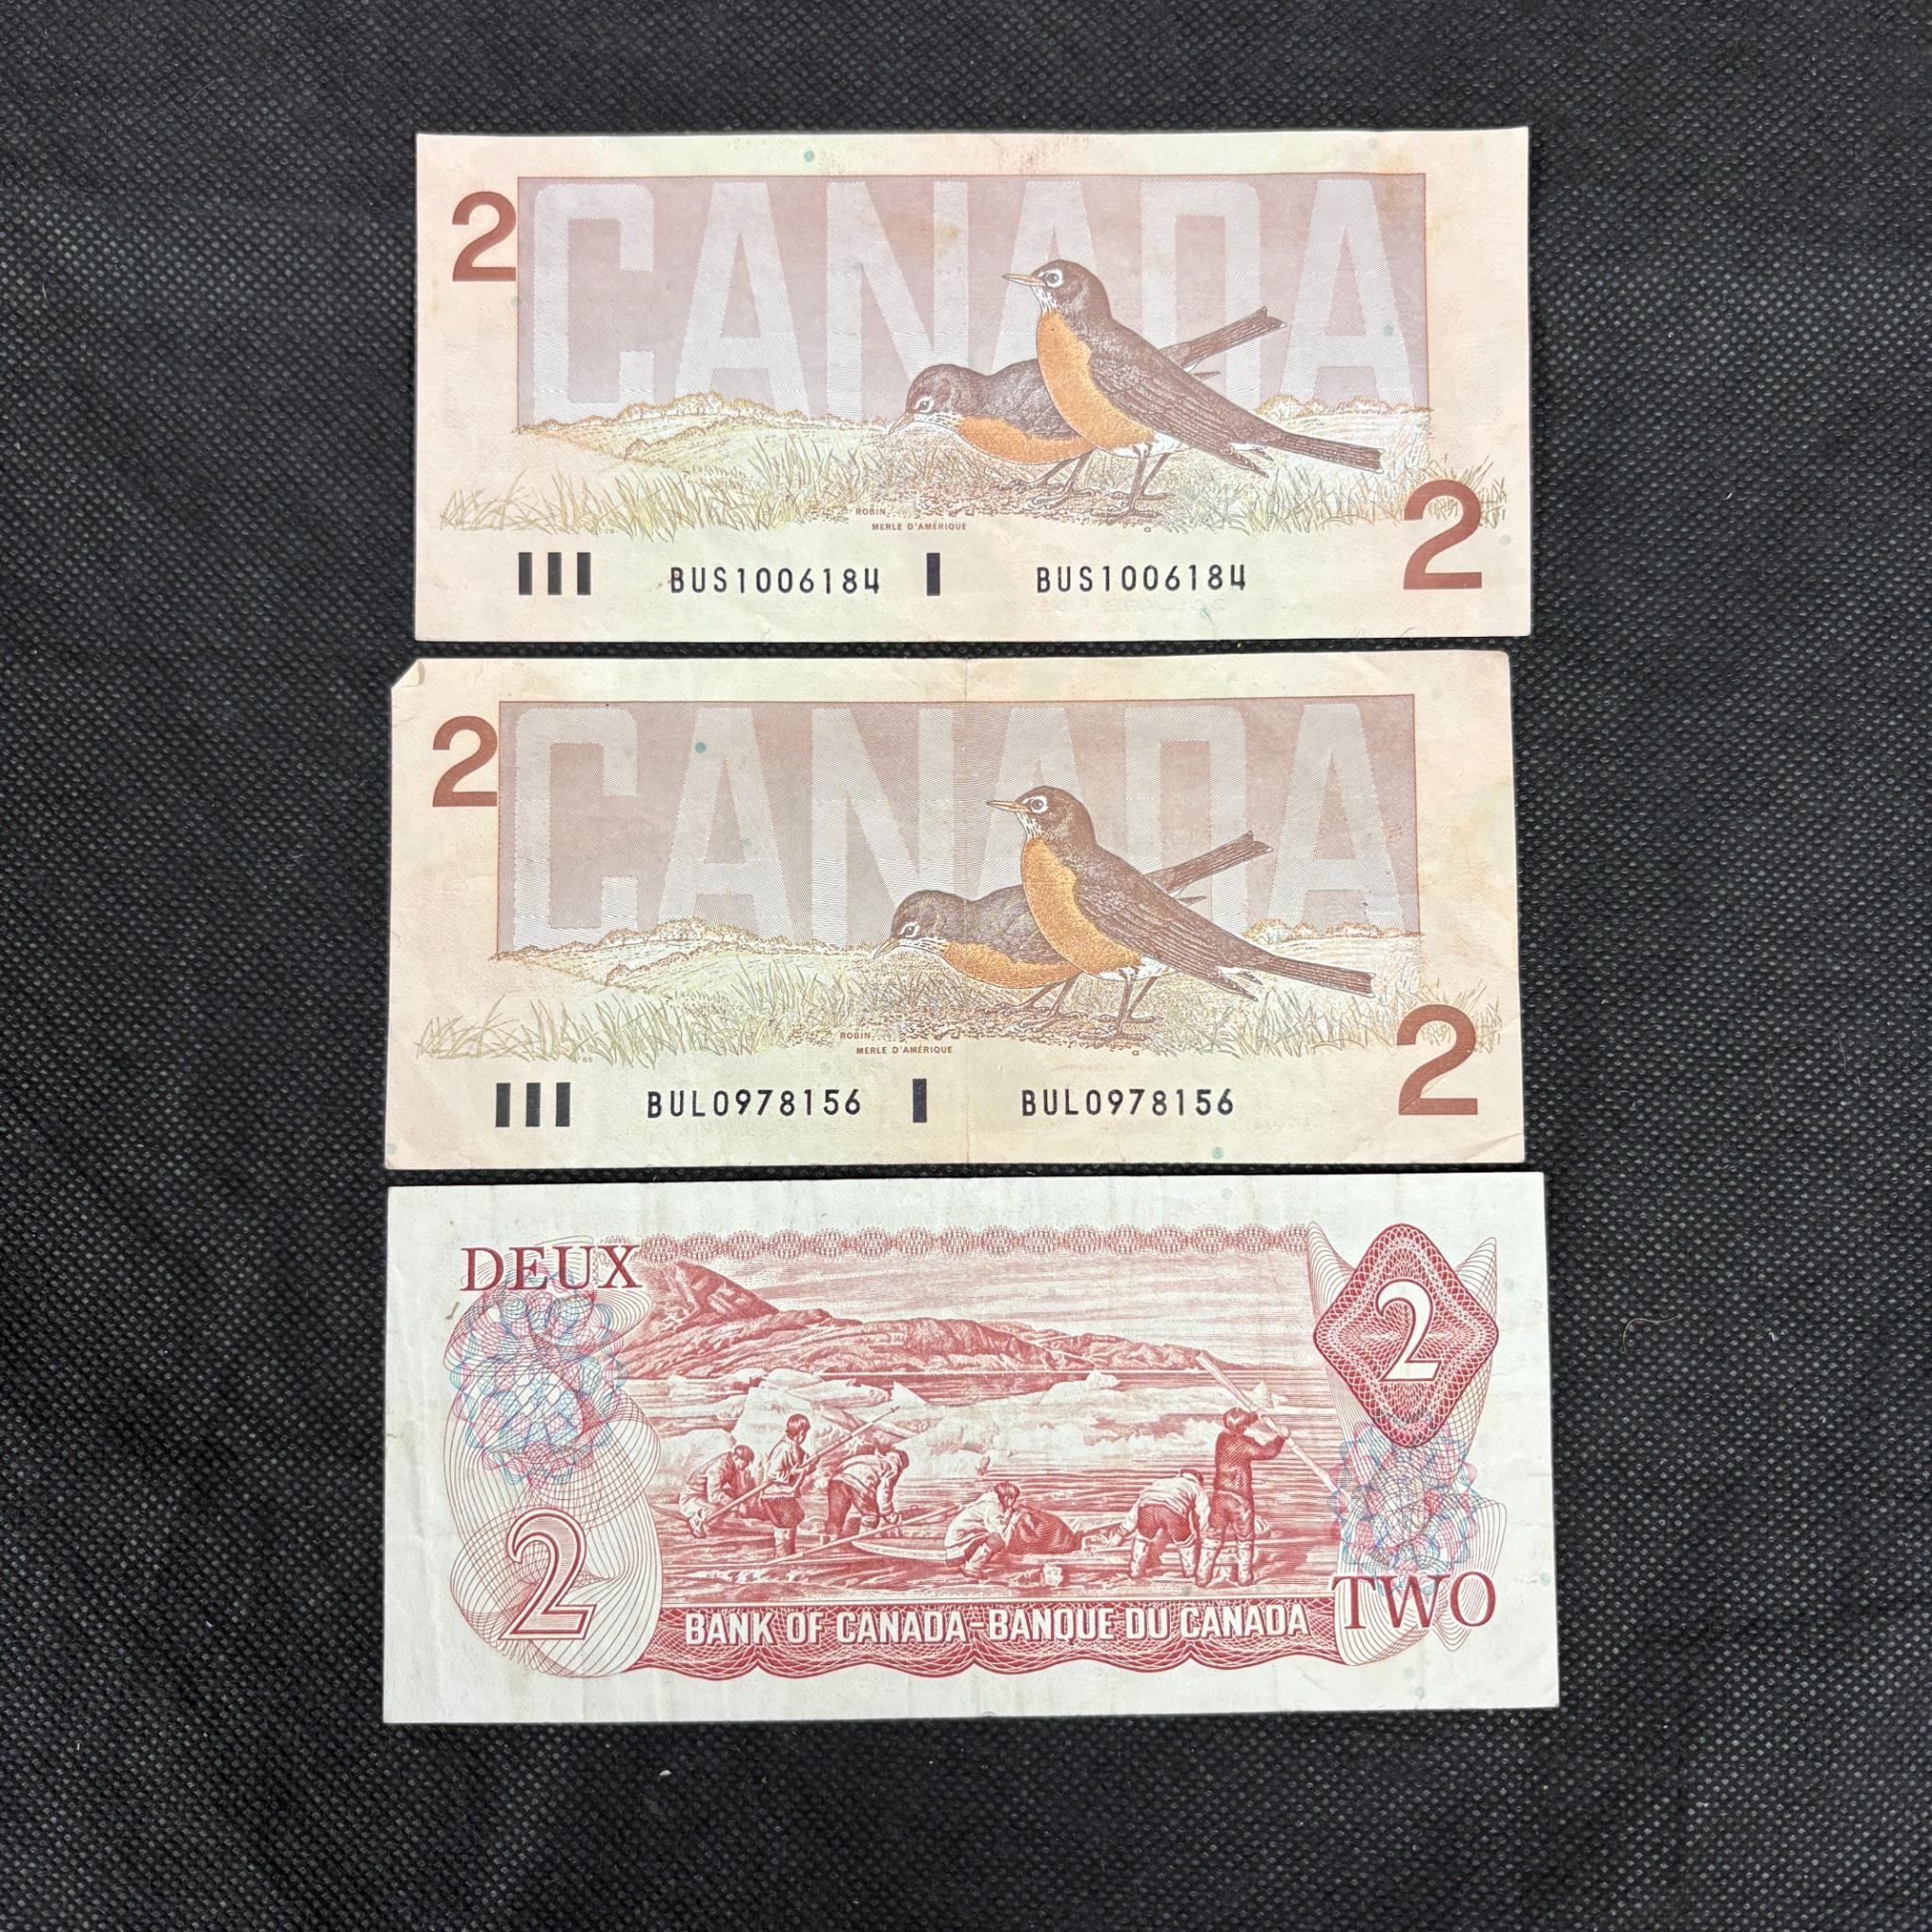 CANADA
2
ROBIN
MERLE D'AMÉRIQUE
2
BUS1006184 BUS1006184
CANADA
2
ROBIN
MERLE D'AMÉRIQUE
2
BUL0978156 BUL0978156
DEUX
2
2
TWO
BANK OF CANADA-BANQUE DU CANADA